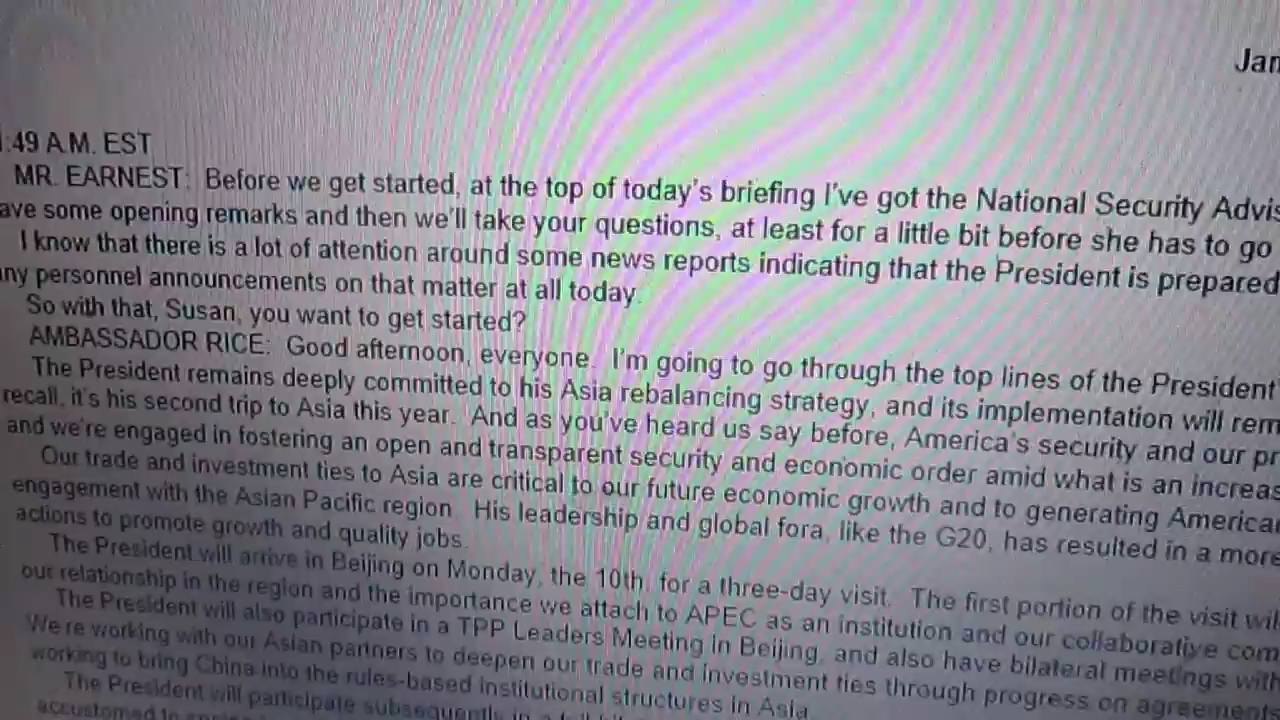 Jan
:49 A.M. EST
MR. EARNEST: Before we get started, at the top of today's briefing I've got the National Security Advis
ave some opening remarks and then we'll take your questions, at least for a little bit before she has to go
I know that there is a lot of attention around some news reports indicating that the President is prepared
ny personnel announcements on that matter at all today.
So with that, Susan, you want to get started?
AMBASSADOR RICE: Good afternoon, everyone. I'm going to go through the top lines of the President
The President remains deeply committed to his Asia rebalancing strategy, and its implementation will rem
recall, it's his second trip to Asia this year. And as you've heard us say before, America's security and our pr
and we're engaged in fostering an open and transparent security and economic order amid what is an increas
Our trade and investment ties to Asia are critical to our future economic growth and to generating American
engagement with the Asian Pacific region. His leadership and global fora, like the G20, has resulted in a more
actions to promote growth and quality jobs.
The President will arrive in Beijing on Monday, the 10th, for a three-day visit. The first portion of the visit wil
our relationship in the region and the importance we attach to APEC as an institution and our collaborative com
The President will also participate in a TPP Leaders Meeting in Beijing, and also have bilateral meetings with
We're working with our Asian partners to deepen our trade and investment ties through progress on agreements
working to bring China into the rules-based institutional structures in Asia.
The President will participate subsequently in a
accustomed to